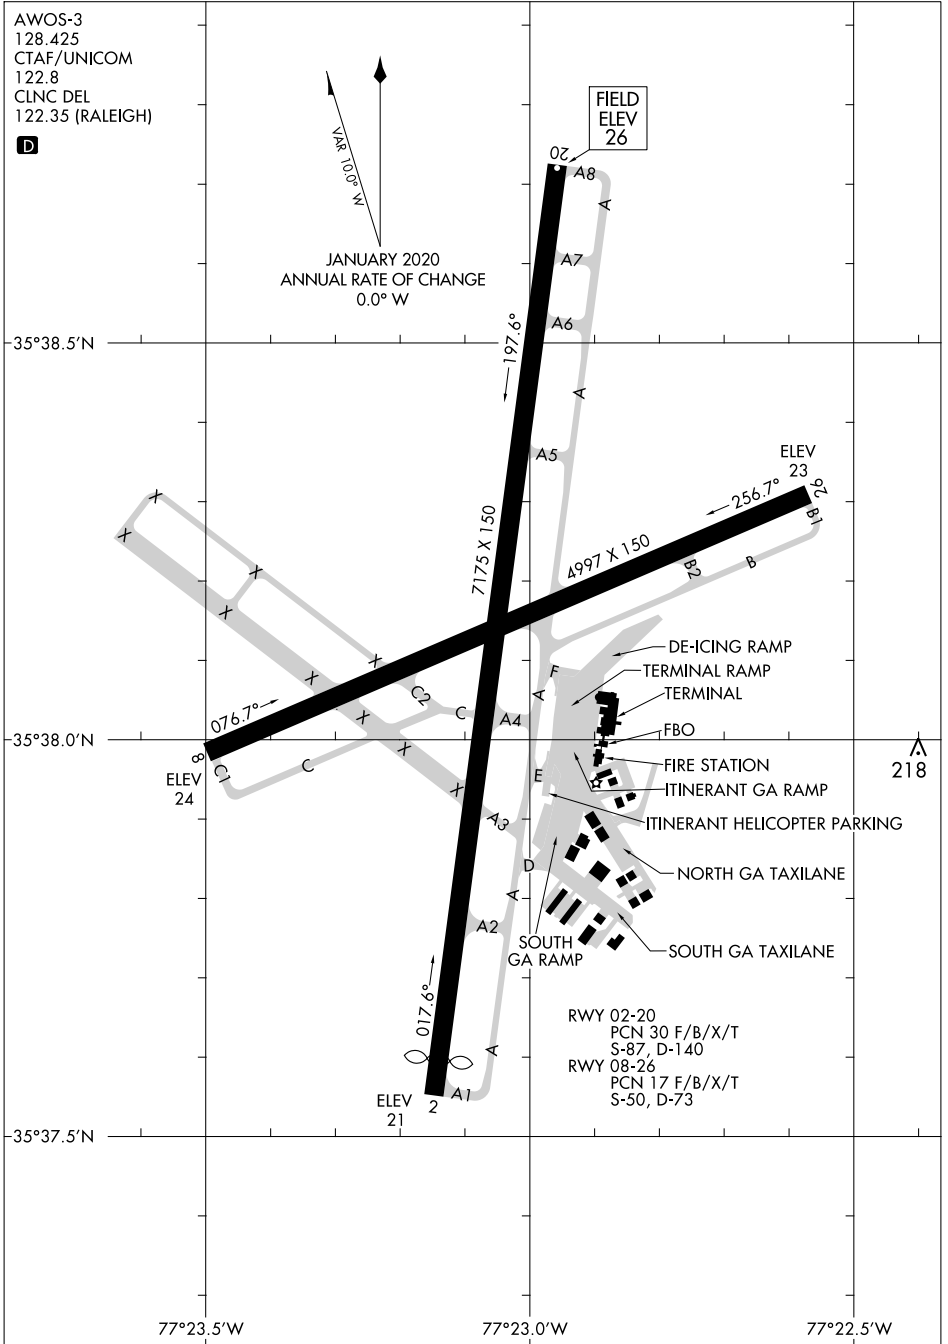 AWOS-3
128.425
CTAF/UNICOM
122.8
CLNC DEL
122.35 (RALEIGH)
D
VAR 10.0° W
JANUARY 2020
ANNUAL RATE OF CHANGE
0.0° W
FIELD
ELEV
26
20
A8
A
A7
A6
197.6°
35°38.5'N
A
A5
ELEV
23
26
256.7°
B1
X
X
7175 X 150
4997 X 150
B2
B
X
X
DE-ICING RAMP
X
F
TERMINAL RAMP
X
A
TERMINAL
C2
076.7°
X
C
A4
FBO
35°38.0'N
X
8
C1
C
E
FIRE STATION
218
ELEV
24
X
ITINERANT GA RAMP
A3
ITINERANT HELICOPTER PARKING
D
NORTH GA TAXILANE
A
A2
SOUTH
GA RAMP
SOUTH GA TAXILANE
017.6°
RWY 02-20
PCN 30 F/B/X/T
S-87, D-140
RWY 08-26
PCN 17 F/B/X/T
S-50, D-73
A
A1
ELEV
21
2
35°37.5'N
77°23.5'W
77°23.0'W
77°22.5'W